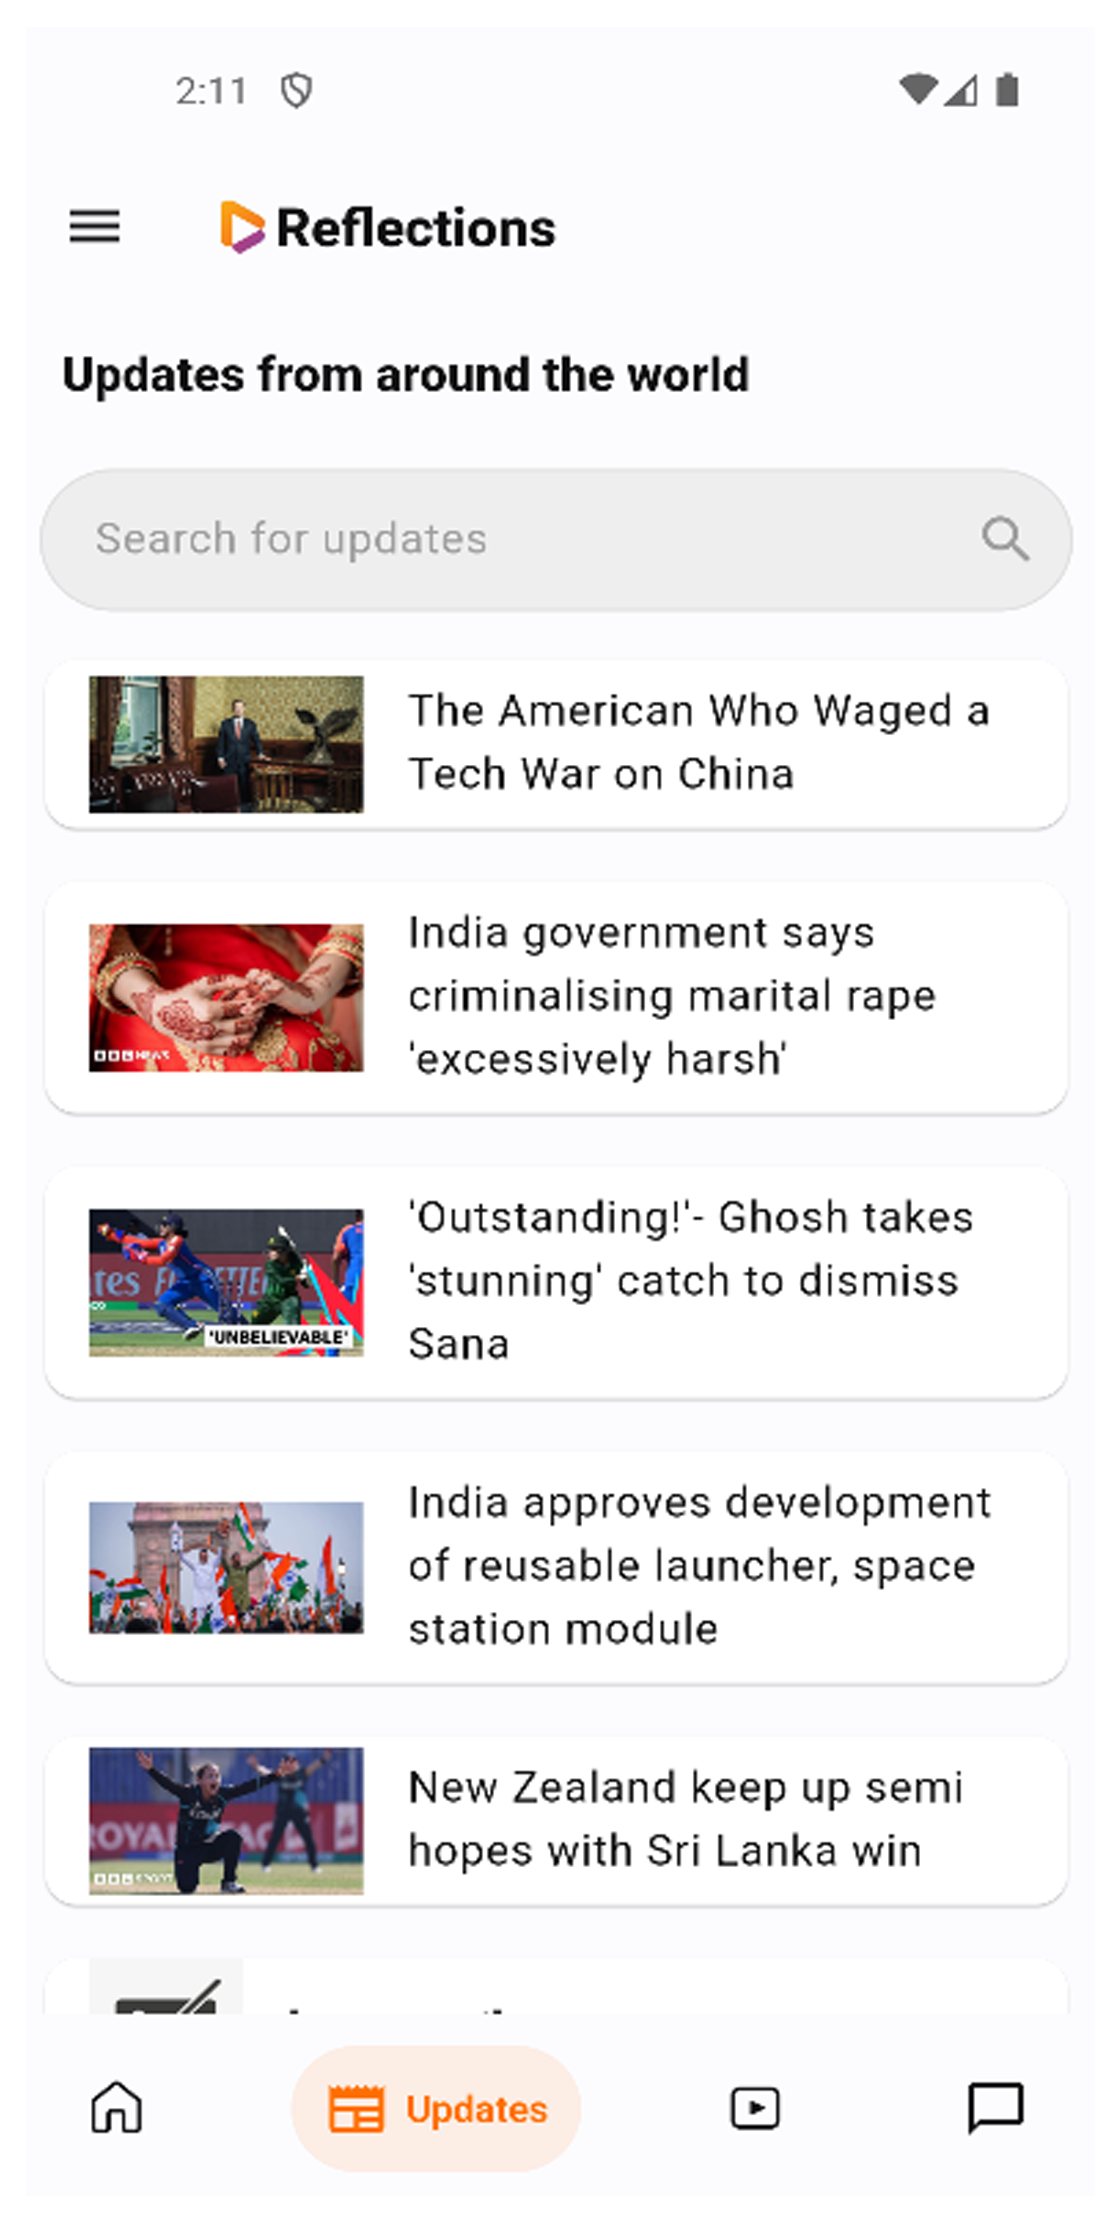 2:11
Reflections
Updates from around the world
Search for updates
The American Who Waged a
Tech War on China
India government says
criminalising marital rape
'excessively harsh'
BBC NEWS
'Outstanding!'- Ghosh takes
'stunning' catch to dismiss
Sana
'UNBELIEVABLE'
India approves development
of reusable launcher, space
station module
New Zealand keep up semi
hopes with Sri Lanka win
BBC SPORT
Updates